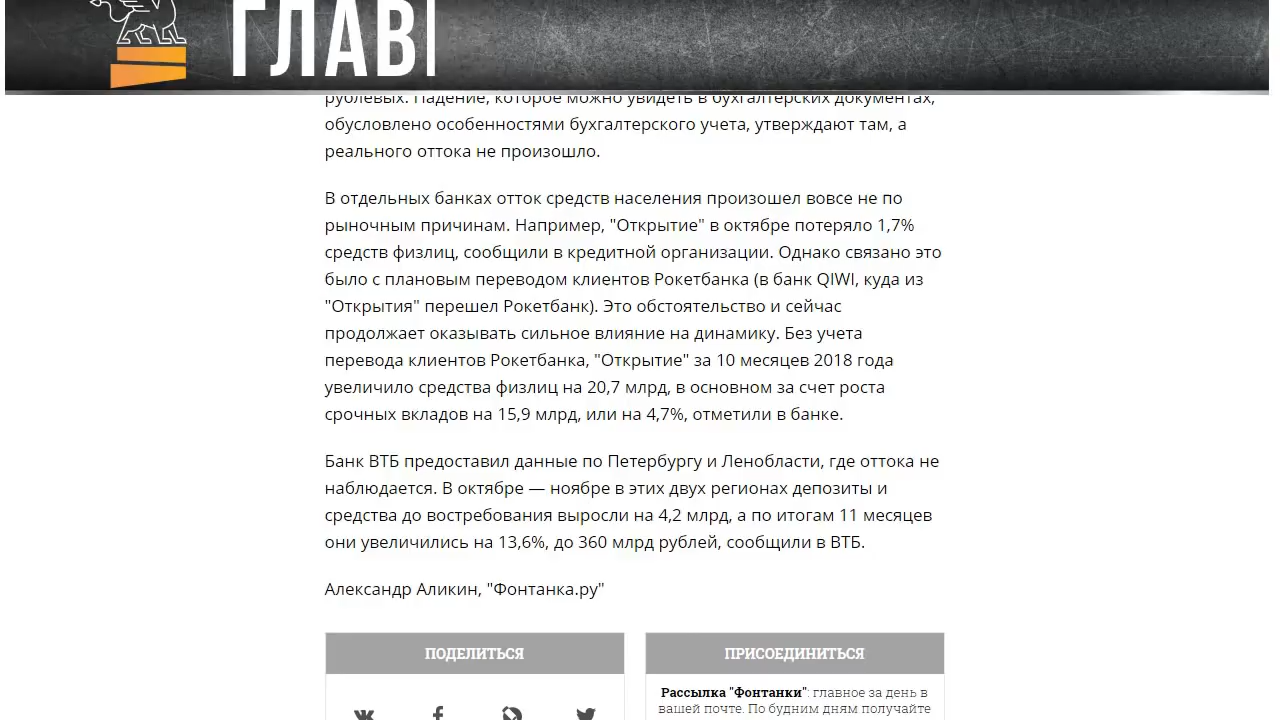 ГЛАВ
рублевых. Падение, которое можно увидеть в бухгалтерских документах,
обусловлено особенностями бухгалтерского учета, утверждают там, а
реального оттока не произошло.
В отдельных банках отток средств населения произошел вовсе не по
рыночным причинам. Например, "Открытие" в октябре потеряло 1,7%
средств физлиц, сообщили в кредитной организации. Однако связано это
было с плановым переводом клиентов Рокетбанка (в банк QIWI, куда из
"Открытия" перешел Рокетбанк). Это обстоятельство и сейчас
продолжает оказывать сильное влияние на динамику. Без учета
перевода клиентов Рокетбанка, "Открытие" за 10 месяцев 2018 года
увеличило средства физлиц на 20,7 млрд, в основном за счет роста
срочных вкладов на 15,9 млрд, или на 4,7%, отметили в банке.
Банк ВТБ предоставил данные по Петербургу и Ленобласти, где оттока не
наблюдается. В октябре — ноябре в этих двух регионах депозиты и
средства до востребования выросли на 4,2 млрд, а по итогам 11 месяцев
они увеличились на 13,6%, до 360 млрд рублей, сообщили в ВТБ.
Александр Аликин, "Фонтанка.ру"
ПОДЕЛИТЬСЯ
ПРИСОЕДИНИТЬСЯ
Рассылка "Фонтанки": главное за день в
вашей почте. По будним дням получайте